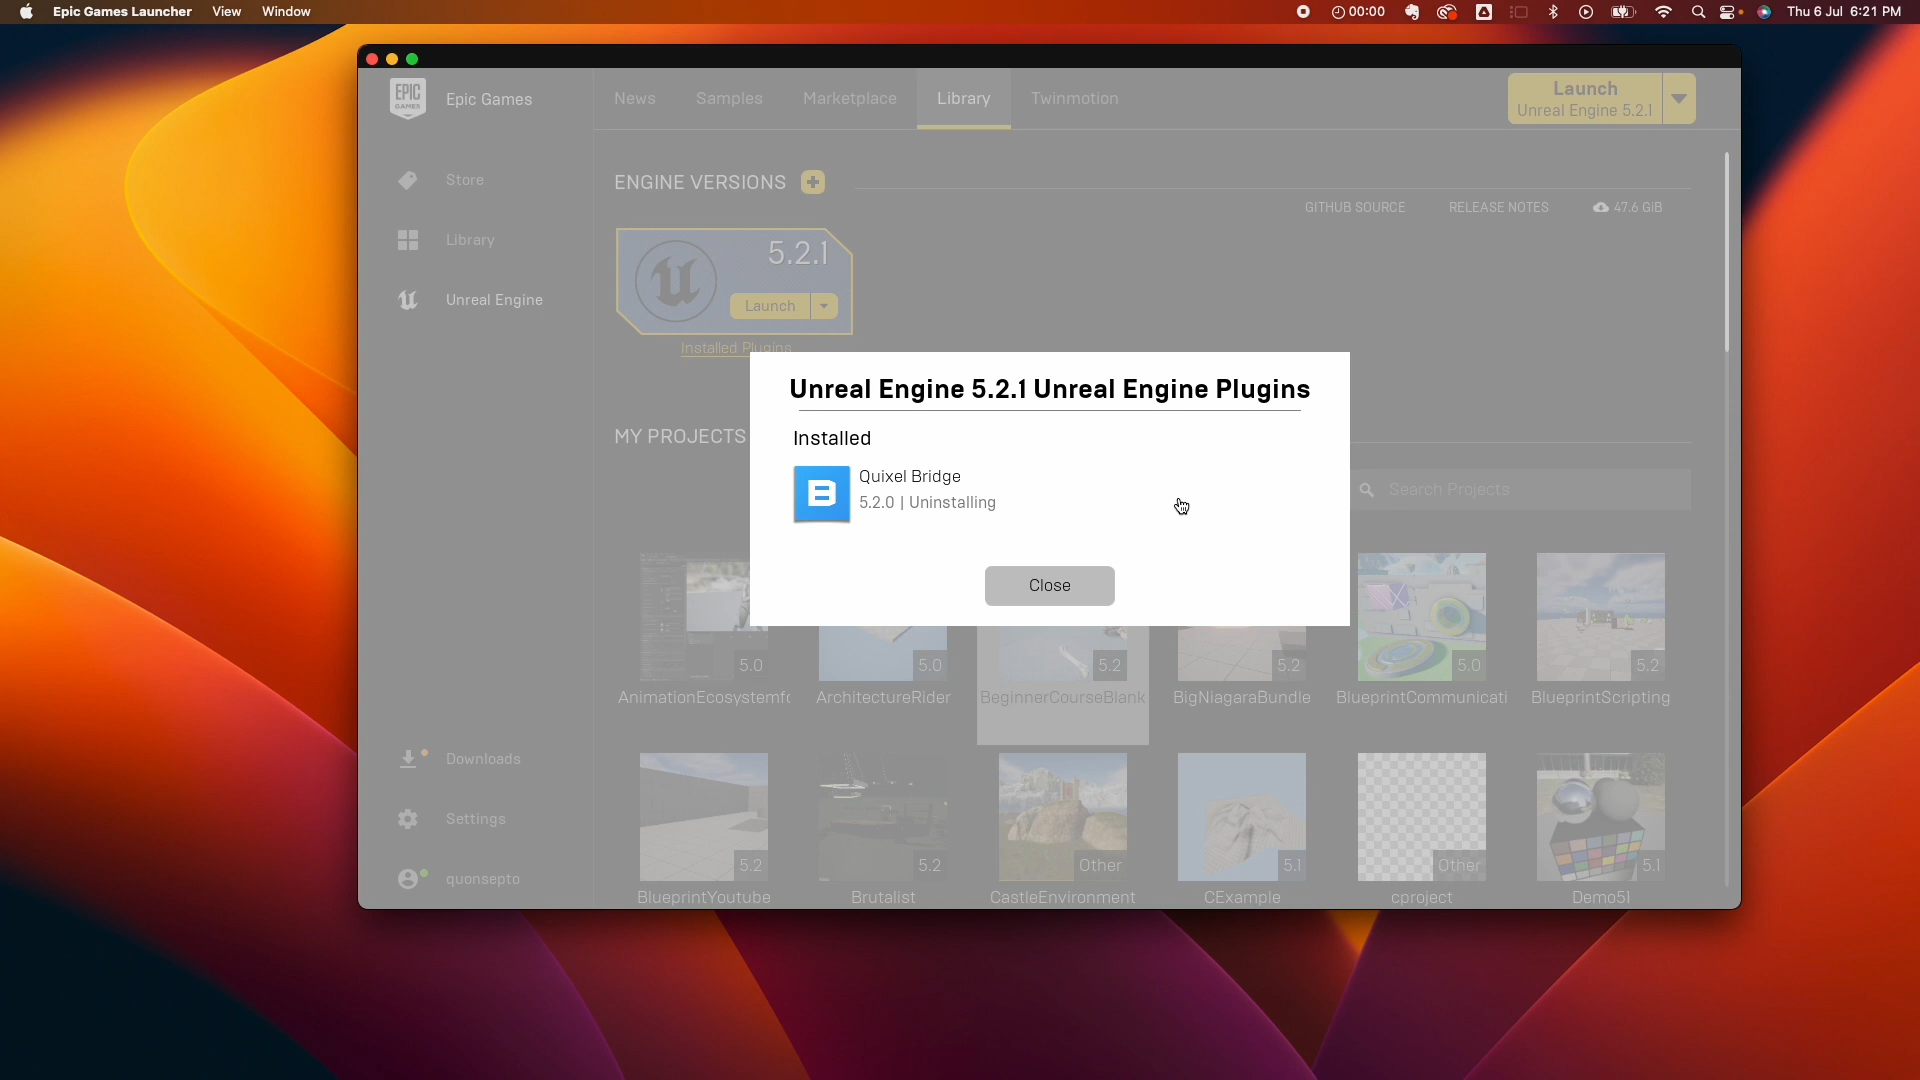 Epic Games Launcher View Window
00:00 Thu 6 Jul 6:21 PM
EPIC
GAMES
Epic Games
News Samples Marketplace Library Twinmotion
Launch
Unreal Engine 5.2.1
Store
Library
Unreal Engine
ENGINE VERSIONS
GITHUB SOURCE RELEASE NOTES 47.6 GiB
5.2.1
Launch
Installed Plugins
MY PROJECTS
Search Projects
Unreal Engine 5.2.1 Unreal Engine Plugins
Installed
Quixel Bridge
5.2.0 | Uninstalling
Close
5.0 5.0 5.2 5.2 5.0 5.2
AnimationEcosystemfo ArchitectureRider BeginnerCourseBlank BigNiagaraBundle BlueprintCommunicati BlueprintScripting
5.2 5.2 Other 5.1 Other 5.1
BlueprintYoutube Brutalist CastleEnvironment CExample cproject Demo51
Downloads
Settings
quonsepto